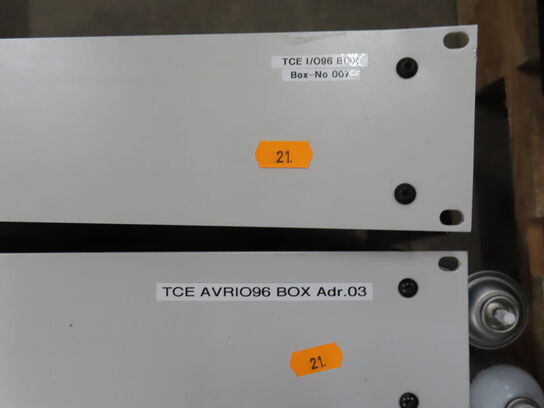 TCE I/O96 BOX
Box-No 007
21.
TCE AVRIO96 BOX Adr.03
21.